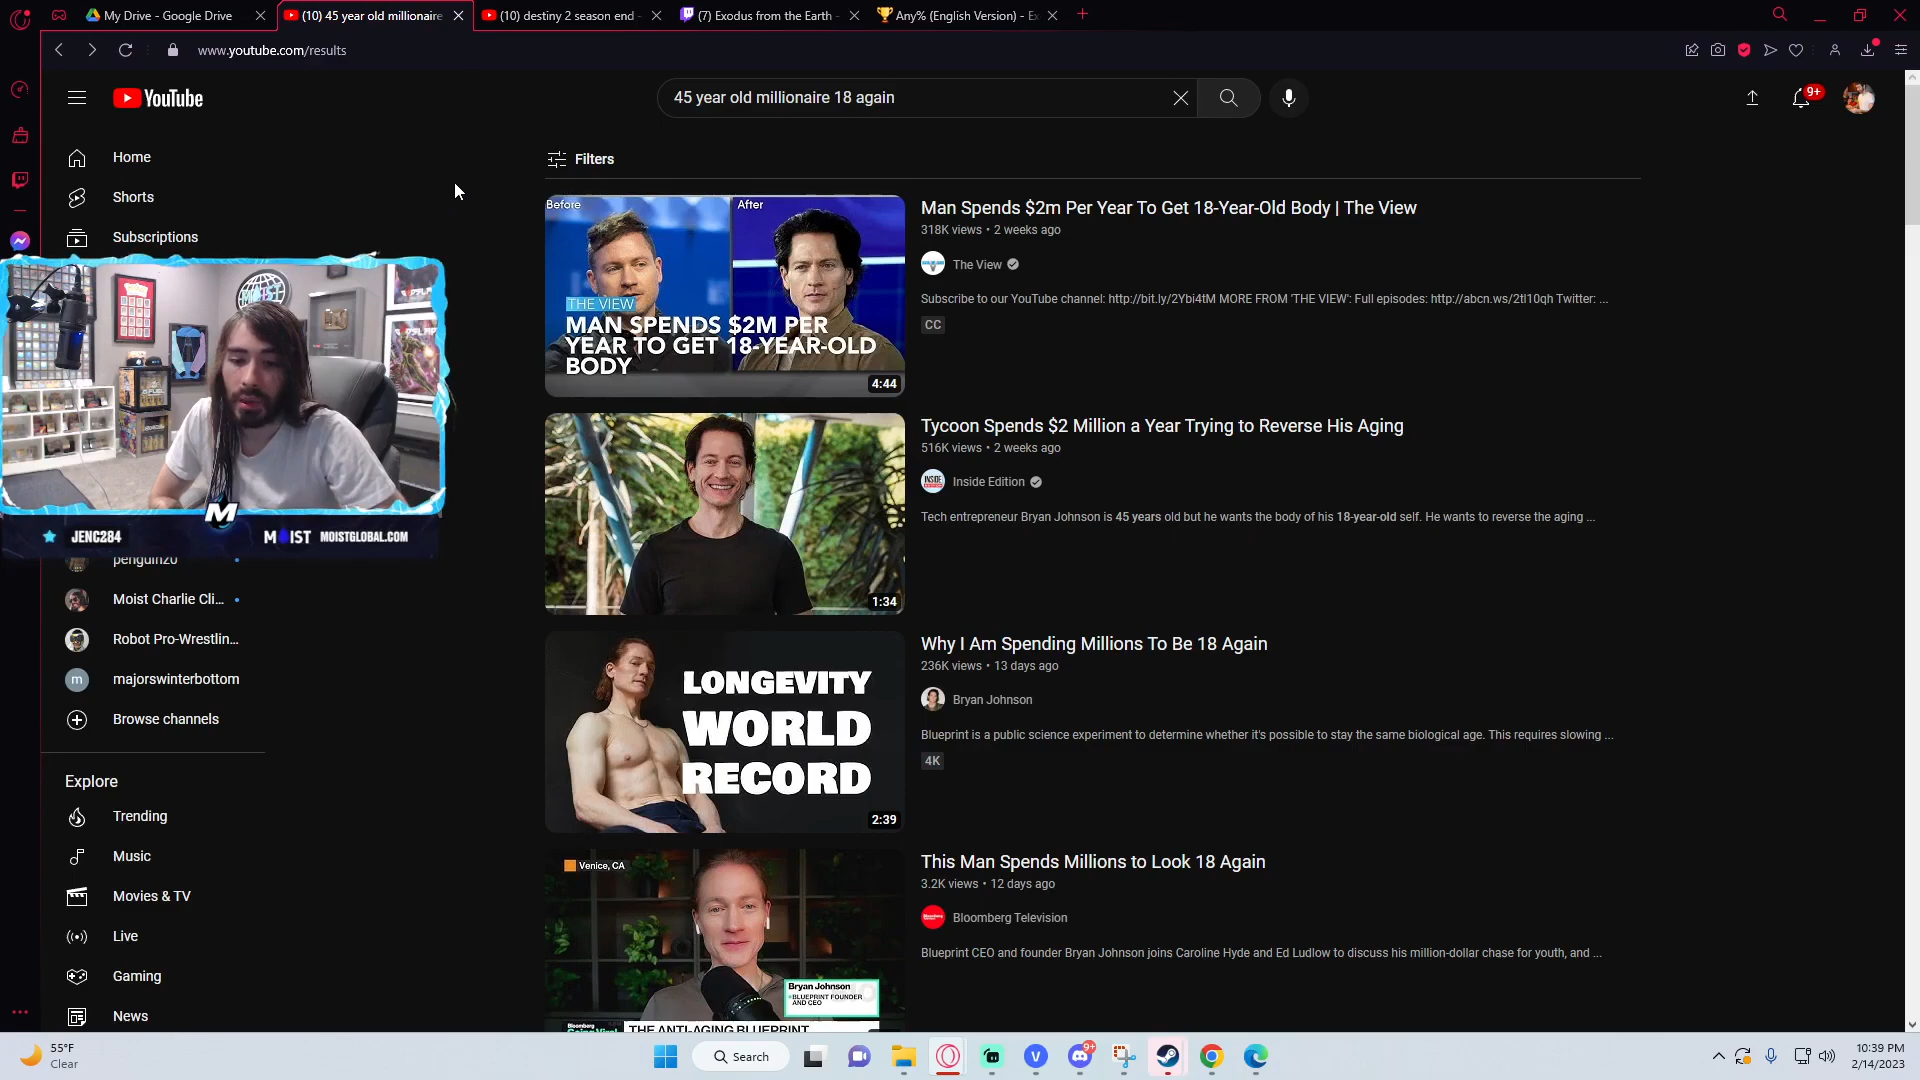 My Drive - Google Drive
(10) 45 year old millionaire
(10) destiny 2 season end -
(7) Exodus from the Earth -
Any% (English Version) - Ex
www.youtube.com/results
YouTube
45 year old millionaire 18 again
9+
Home
Shorts
Subscriptions
Filters
Before
After
THE VIEW
MAN SPENDS $2M PER
YEAR TO GET 18-YEAR-OLD
BODY
4:44
Man Spends $2m Per Year To Get 18-Year-Old Body | The View
318K views • 2 weeks ago
The View
Subscribe to our YouTube channel: http://bit.ly/2Ybi4tM MORE FROM 'THE VIEW': Full episodes: http://abcn.ws/2tl10qh Twitter: ...
CC
MOIST
JENC284
MOIST MOISTGLOBAL.COM
1:34
Tycoon Spends $2 Million a Year Trying to Reverse His Aging
516K views • 2 weeks ago
INSIDE
EDITION
Inside Edition
Tech entrepreneur Bryan Johnson is 45 years old but he wants the body of his 18-year-old self. He wants to reverse the aging ...
penguinz0
Moist Charlie Cli...
Robot Pro-Wrestlin...
m
majorswinterbottom
Browse channels
Explore
Trending
Music
Movies & TV
Live
Gaming
News
LONGEVITY
WORLD
RECORD
2:39
Why I Am Spending Millions To Be 18 Again
236K views • 13 days ago
Bryan Johnson
Blueprint is a public science experiment to determine whether it's possible to stay the same biological age. This requires slowing ...
4K
Venice, CA
Bryan Johnson
BLUEPRINT FOUNDER
AND CEO
Bloomberg
Going Viral
THE ANTI-AGING BLUEPRINT
This Man Spends Millions to Look 18 Again
3.2K views • 12 days ago
Bloomberg Television
Blueprint CEO and founder Bryan Johnson joins Caroline Hyde and Ed Ludlow to discuss his million-dollar chase for youth, and ...
55°F
Clear
Search
V
9+
10:39 PM
2/14/2023